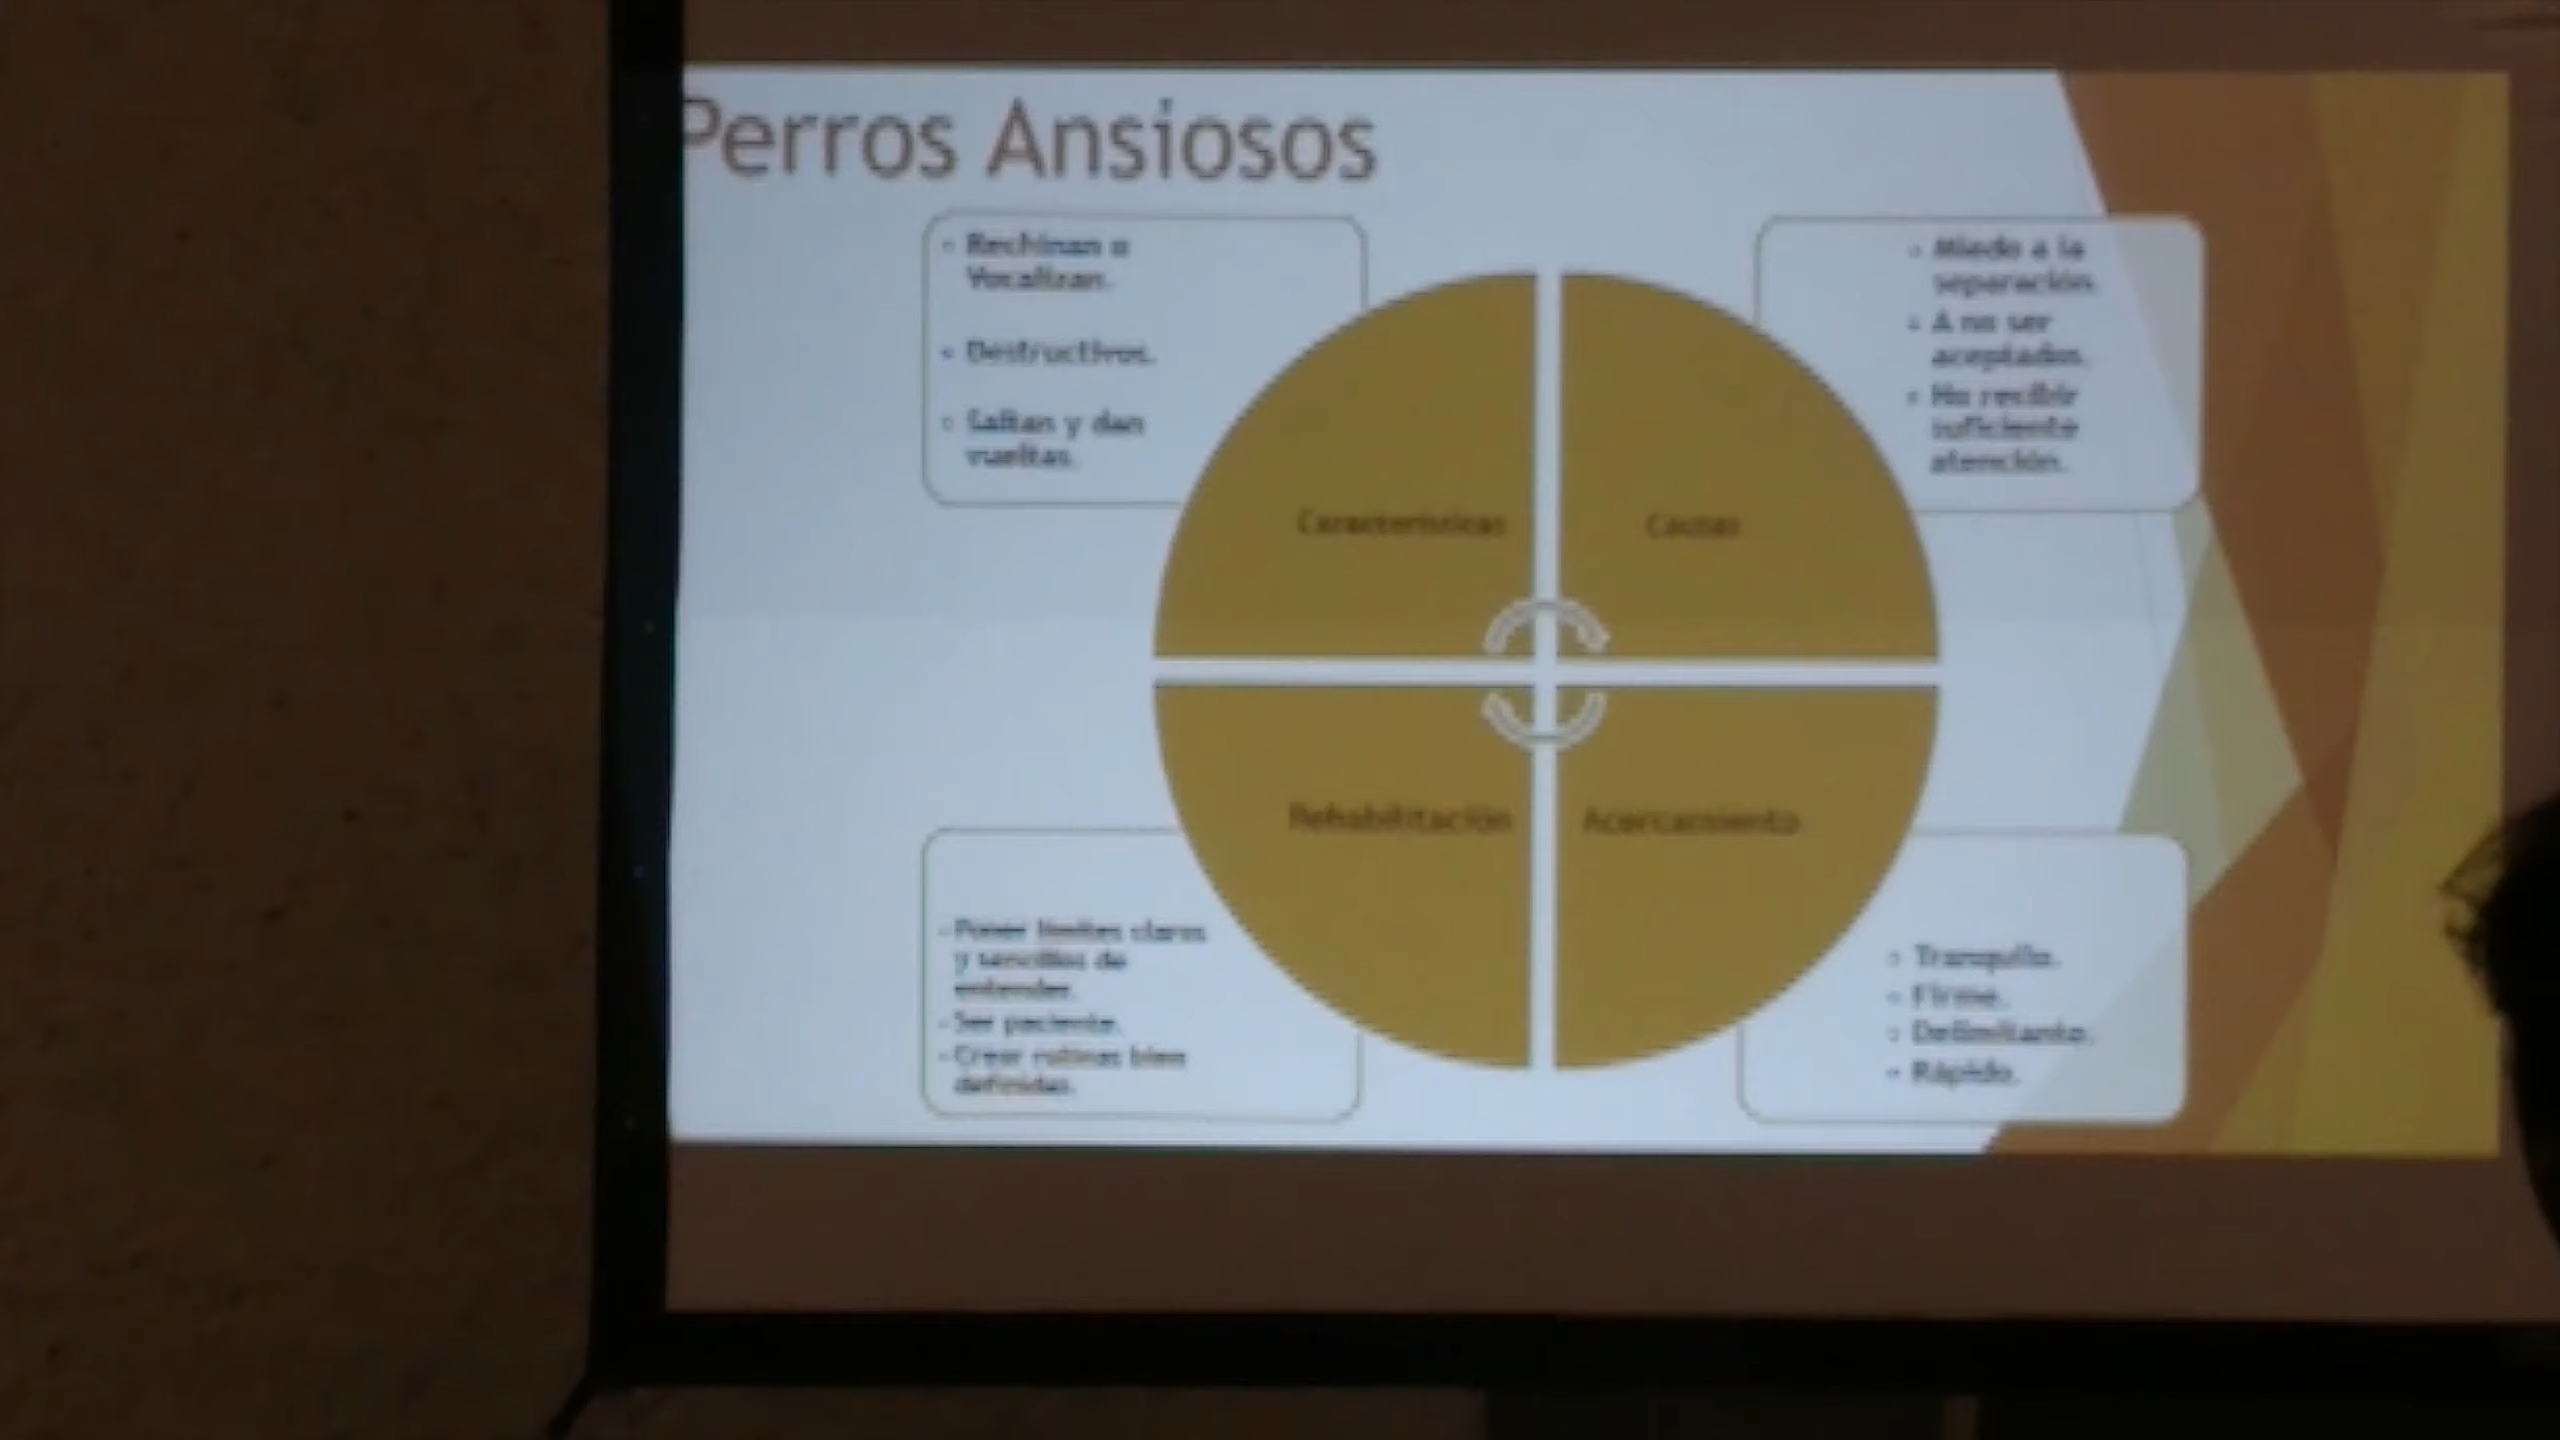 Perros Ansiosos
• Rechinan o
Vocalizan.
• Destructivos.
• Saltan y dan
vueltas.
• Miedo a la
separación.
• A no ser
aceptados.
• No recibir
suficiente
atención.
Características
Causas
Rehabilitación
Acercamiento
- Poner límites claros
y sencillos de
entender.
- Ser paciente.
- Crear rutinas bien
definidas.
• Tranquilo.
• Firme.
• Delimitante.
• Rápido.